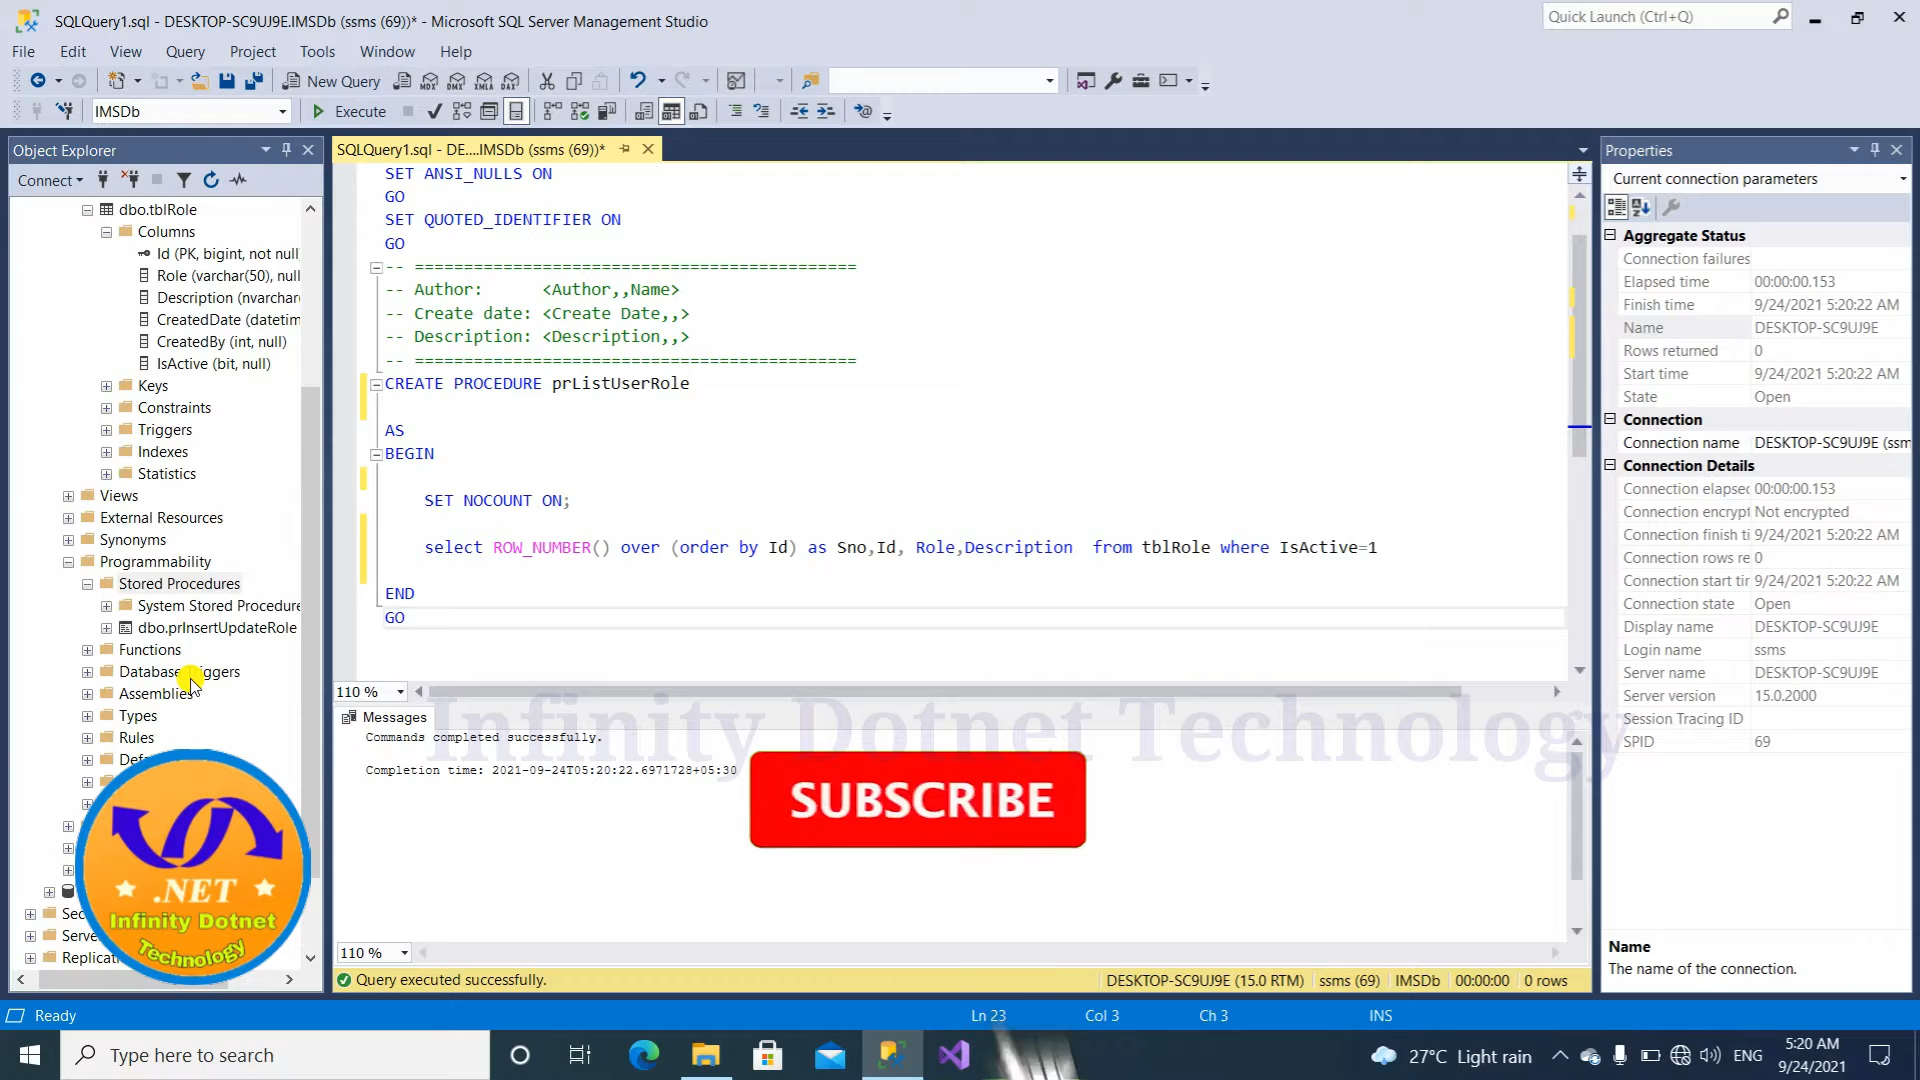 SQLQuery1.sql - DESKTOP-SC9UJ9E.IMSDb (ssms (69))* - Microsoft SQL Server Management Studio
Quick Launch (Ctrl+Q)
File Edit View Query Project Tools Window Help
New Query
MDX DMX XMLA DAX
IMSDb
Execute
Object Explorer
Connect
dbo.tblRole
Columns
Id (PK, bigint, not null
Role (varchar(50), null
Description (nvarchar
CreatedDate (datetim
CreatedBy (int, null)
IsActive (bit, null)
Keys
Constraints
Triggers
Indexes
Statistics
Views
External Resources
Synonyms
Programmability
Stored Procedures
System Stored Procedure
dbo.prInsertUpdateRole
Functions
Database iggers
Assemblies
Types
Rules
Defa
Sec
Serve
Replicati
SQLQuery1.sql - DE....IMSDb (ssms (69))*
SET ANSI_NULLS ON
GO
SET QUOTED_IDENTIFIER ON
GO
-- =============================================
-- Author: <Author,,Name>
-- Create date: <Create Date,,>
-- Description: <Description,,>
-- =============================================
CREATE PROCEDURE prListUserRole
AS
BEGIN
SET NOCOUNT ON;
select ROW_NUMBER() over (order by Id) as Sno,Id, Role,Description from tblRole where IsActive=1
END
GO
110 %
Messages
Commands completed successfully.
Completion time: 2021-09-24T05:20:22.6971728+05:30
Infinity Dotnet Technology
SUBSCRIBE
.NET
Infinity Dotnet
Technology
110 %
Query executed successfully.
DESKTOP-SC9UJ9E (15.0 RTM) ssms (69) IMSDb 00:00:00 0 rows
Properties
Current connection parameters
Aggregate Status
Connection failures
Elapsed time 00:00:00.153
Finish time 9/24/2021 5:20:22 AM
Name DESKTOP-SC9UJ9E
Rows returned 0
Start time 9/24/2021 5:20:22 AM
State Open
Connection
Connection name DESKTOP-SC9UJ9E (ssm
Connection Details
Connection elapsec 00:00:00.153
Connection encrypt Not encrypted
Connection finish ti 9/24/2021 5:20:22 AM
Connection rows re 0
Connection start tir 9/24/2021 5:20:22 AM
Connection state Open
Display name DESKTOP-SC9UJ9E
Login name ssms
Server name DESKTOP-SC9UJ9E
Server version 15.0.2000
Session Tracing ID
SPID 69
Name
The name of the connection.
Ready
Ln 23 Col 3 Ch 3 INS
Type here to search
27°C Light rain
ENG
5:20 AM
9/24/2021